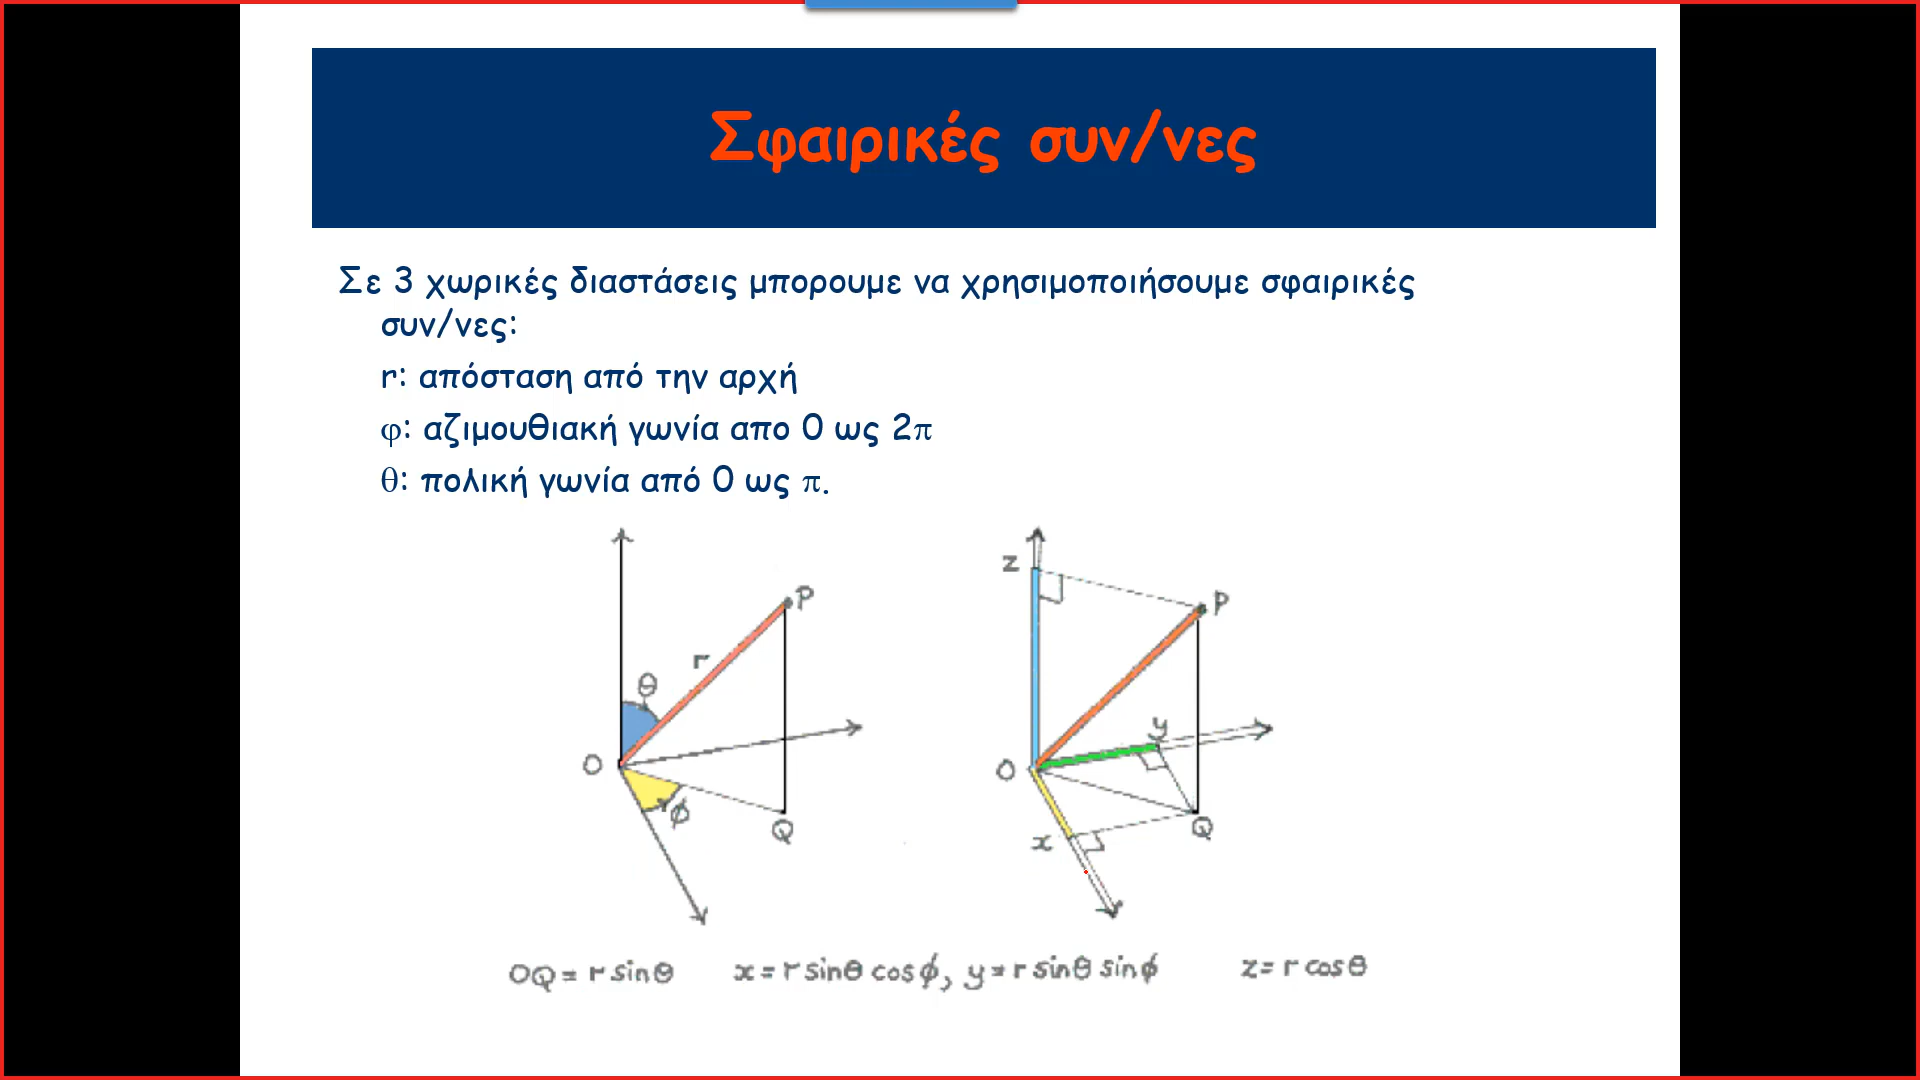 Σφαιρικές συν/νες
Σε 3 χωρικές διαστάσεις μπορουμε να χρησιμοποιήσουμε σφαιρικές
συν/νες:
r: απόσταση από την αρχή
φ: αζιμουθιακή γωνία απο 0 ως 2π
θ: πολική γωνία από 0 ως π.
P
r
θ
O
ϕ
Q
z
P
y
O
x
Q
OQ = r sinθ x = r sinθ cosϕ, y = r sinθ sinϕ z = r cosθ